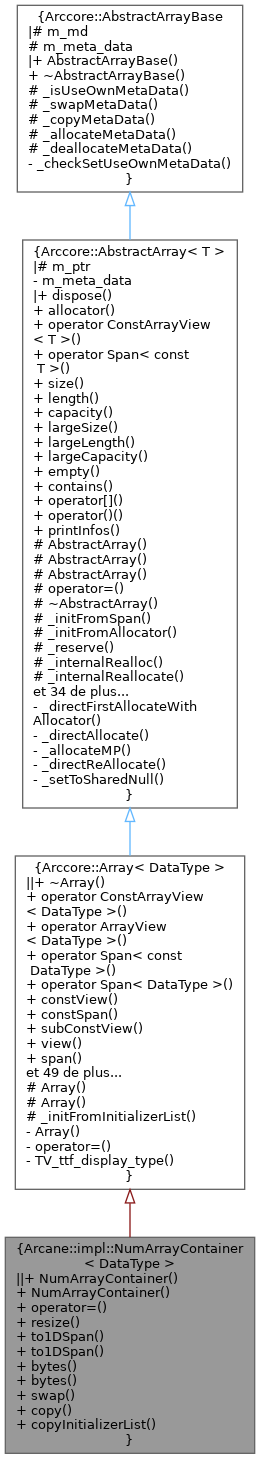 {Arccore::AbstractArrayBase
|# m_md
# m_meta_data
|+ AbstractArrayBase()
+ ~AbstractArrayBase()
# _isUseOwnMetaData()
# _swapMetaData()
# _copyMetaData()
# _allocateMetaData()
# _deallocateMetaData()
- _checkSetUseOwnMetaData()
}
{Arccore::AbstractArray< T >
|# m_ptr
- m_meta_data
|+ dispose()
+ allocator()
+ operator ConstArrayView
< T >()
+ operator Span< const
T >()
+ size()
+ length()
+ capacity()
+ largeSize()
+ largeLength()
+ largeCapacity()
+ empty()
+ contains()
+ operator[]()
+ operator()()
+ printInfos()
# AbstractArray()
# AbstractArray()
# AbstractArray()
# operator=()
# ~AbstractArray()
# _initFromSpan()
# _initFromAllocator()
# _reserve()
# _internalRealloc()
# _internalReallocate()
et 34 de plus...
- _directFirstAllocateWith
Allocator()
- _directAllocate()
- _allocateMP()
- _directReAllocate()
- _setToSharedNull()
}
{Arccore::Array< DataType >
||+ ~Array()
+ operator ConstArrayView
< DataType >()
+ operator ArrayView
< DataType >()
+ operator Span< const
DataType >()
+ operator Span< DataType >()
+ constView()
+ constSpan()
+ subConstView()
+ view()
+ span()
et 49 de plus...
# Array()
# Array()
# _initFromInitializerList()
- Array()
- operator=()
- TV_ttf_display_type()
}
{Arcane::impl::NumArrayContainer
< DataType >
||+ NumArrayContainer()
+ NumArrayContainer()
+ operator=()
+ resize()
+ to1DSpan()
+ to1DSpan()
+ bytes()
+ bytes()
+ swap()
+ copy()
+ copyInitializerList()
}